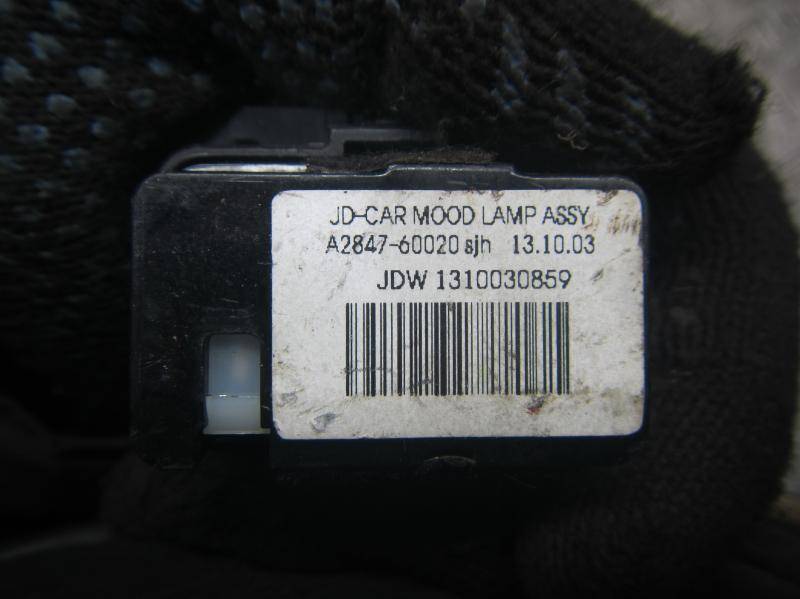 JD-CAR MOOD LAMP ASSY
A2847-60020 sjh 13.10.03
JDW 1310030859